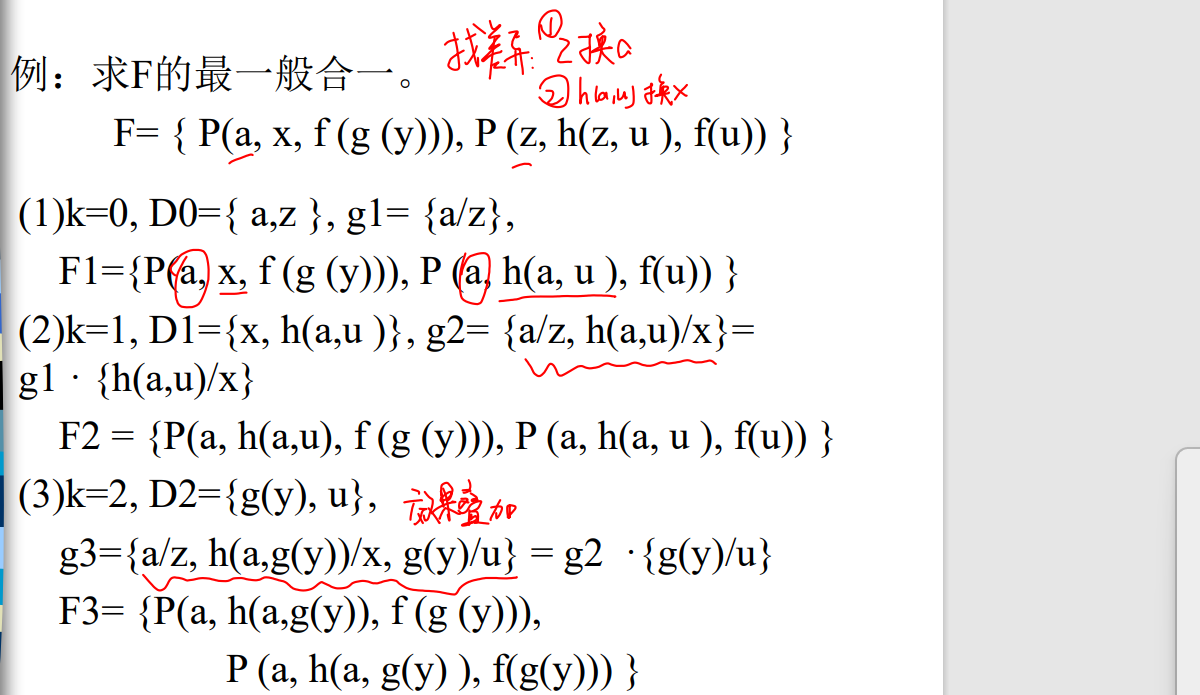 找差异: ① z换a
② h(a,u)换x
例：求F的最一般合一。
F= { P(a, x, f (g (y))), P (z, h(z, u ), f(u)) }
(1)k=0, D0={ a,z }, g1= {a/z},
F1={P(a, x, f (g (y))), P (a, h(a, u ), f(u)) }
(2)k=1, D1={x, h(a,u )}, g2= {a/z, h(a,u)/x}=
g1 · {h(a,u)/x}
F2 = {P(a, h(a,u), f (g (y))), P (a, h(a, u ), f(u)) }
(3)k=2, D2={g(y), u}, 效果叠加
g3={a/z, h(a,g(y))/x, g(y)/u} = g2 ·{g(y)/u}
F3= {P(a, h(a,g(y)), f (g (y))),
P (a, h(a, g(y) ), f(g(y))) }